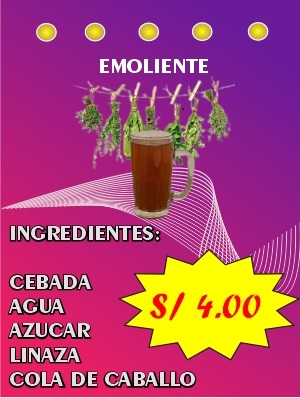 EMOLIENTE
INGREDIENTES:
CEBADA
AGUA
AZUCAR
LINAZA
COLA DE CABALLO
S/ 4.00